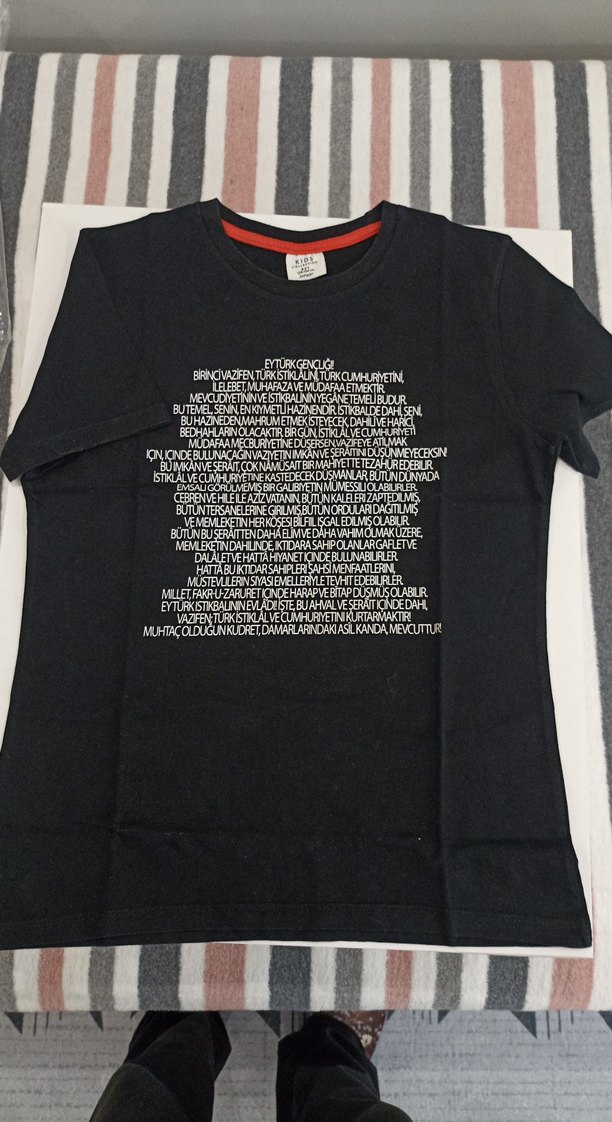 KIDS
EY TÜRK GENÇLİĞİ!
BİRİNCİ VAZİFEN, TÜRK İSTİKLÂLİNİ, TÜRK CUMHURİYETİNİ,
İLELEBET, MUHAFAZA VE MÜDAFAA ETMEKTİR.
MEVCUDİYETİNİN VE İSTİKBALİNİN YEGÂNE TEMELİ BUDUR.
BU TEMEL, SENİN, EN KIYMETLİ HAZİNENDİR. İSTİKBALDE DAHİ, SENİ,
BU HAZİNEDEN, MAHRUM ETMEK İSTEYECEK, DAHİLİ VE HARİCİ,
BEDHAHLARIN OLACAKTIR. BİR GÜN, İSTİKLÂL VE CUMHURİYETİ
MÜDAFAA MECBURİYETİNE DÜŞERSEN, VAZİFEYE ATILMAK
İÇİN, İÇİNDE BULUNACAĞIN VAZİYETİN İMKÂN VE ŞERÂİTİNİ DÜŞÜNMEYECEKSİN!
BU İMKÂN VE ŞERÂİT, ÇOK NÂMÜSAİT BİR MAHİYETTE TEZAHÜR EDEBİLİR.
İSTİKLÂL VE CUMHURİYETİNE KASTEDECEK DÜŞMANLAR, BÜTÜN DÜNYADA
EMSALİ GÖRÜLMEMİŞ BİR GALİBİYETİN MÜMESSİLİ OLABİLİRLER.
CEBREN VE HİLE İLE AZİZ VATANIN, BÜTÜN KALELERİ ZAPTEDİLMİŞ,
BÜTÜN TERSANELERİNE GİRİLMİŞ, BÜTÜN ORDULARI DAĞITILMIŞ
VE MEMLEKETİN HER KÖŞESİ BİLFİİL İŞGAL EDİLMİŞ OLABİLİR.
BÜTÜN BU ŞERÂİTTEN DAHA ELİM VE DAHA VAHİM OLMAK ÜZERE,
MEMLEKETİN DAHİLİNDE, İKTİDARA SAHİP OLANLAR GAFLET VE
DALÂLET VE HATTÂ HIYANET İÇİNDE BULUNABİLİRLER.
HATTÂ BU İKTİDAR SAHİPLERİ ŞAHSÎ MENFAATLERİNİ,
MÜSTEVLİLERİN SİYASİ EMELLERİYLE TEVHİT EDEBİLİRLER.
MİLLET, FAKR-U-ZARURET İÇİNDE HARAP VE BİTAP DÜŞMÜŞ OLABİLİR.
EY TÜRK İSTİKBALİNİN EVLÂDI! İŞTE, BU AHVAL VE ŞERÂİT İÇİNDE DAHİ,
VAZİFEN; TÜRK İSTİKLÂL VE CUMHURİYETİNİ KURTARMAKTIR!
MUHTAÇ OLDUĞUN KUDRET, DAMARLARINDAKİ ASİL KANDA, MEVCUTTUR!